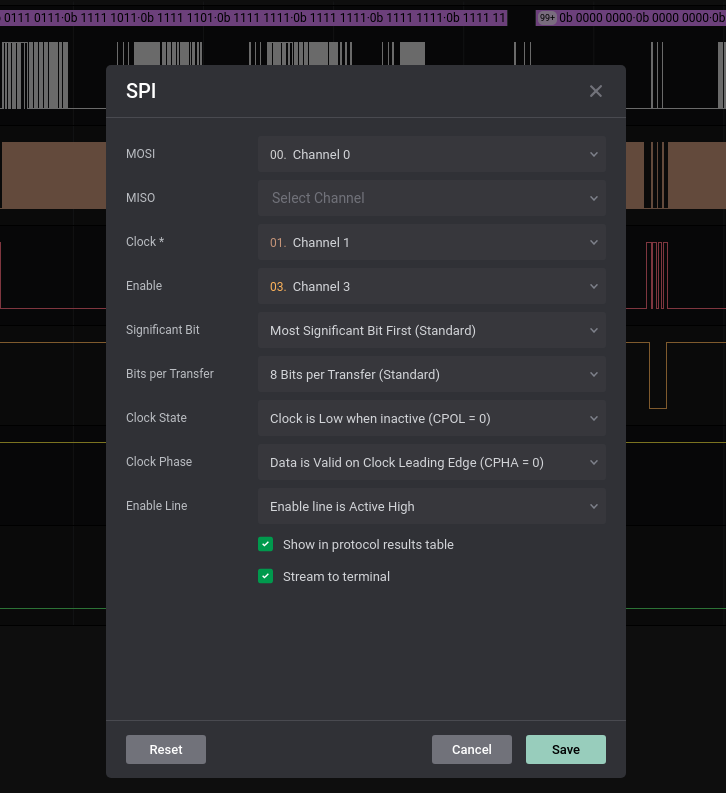 0111 0111·0b 1111 1011·0b 1111 1101·0b 1111 1111·0b 1111 1111·0b 1111 1111·0b 1111 11
99+ 0b 0000 0000·0b 0000 0000·0b
SPI
MOSI 00. Channel 0
MISO Select Channel
Clock * 01. Channel 1
Enable 03. Channel 3
Significant Bit Most Significant Bit First (Standard)
Bits per Transfer 8 Bits per Transfer (Standard)
Clock State Clock is Low when inactive (CPOL = 0)
Clock Phase Data is Valid on Clock Leading Edge (CPHA = 0)
Enable Line Enable line is Active High
Show in protocol results table
Stream to terminal
Reset Cancel Save